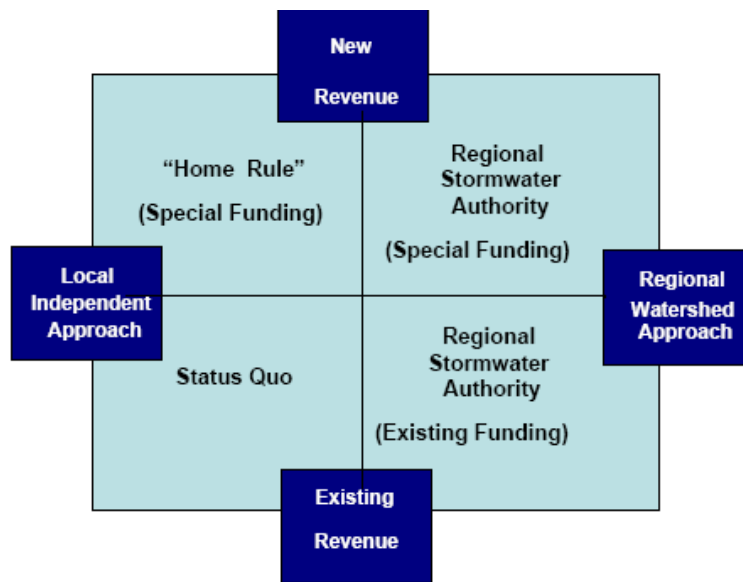 New
Revenue
“Home Rule”
(Special Funding)
Regional
Stormwater
Authority
(Special Funding)
Local
Independent
Approach
Regional
Watershed
Approach
Status Quo
Regional
Stormwater
Authority
(Existing Funding)
Existing
Revenue